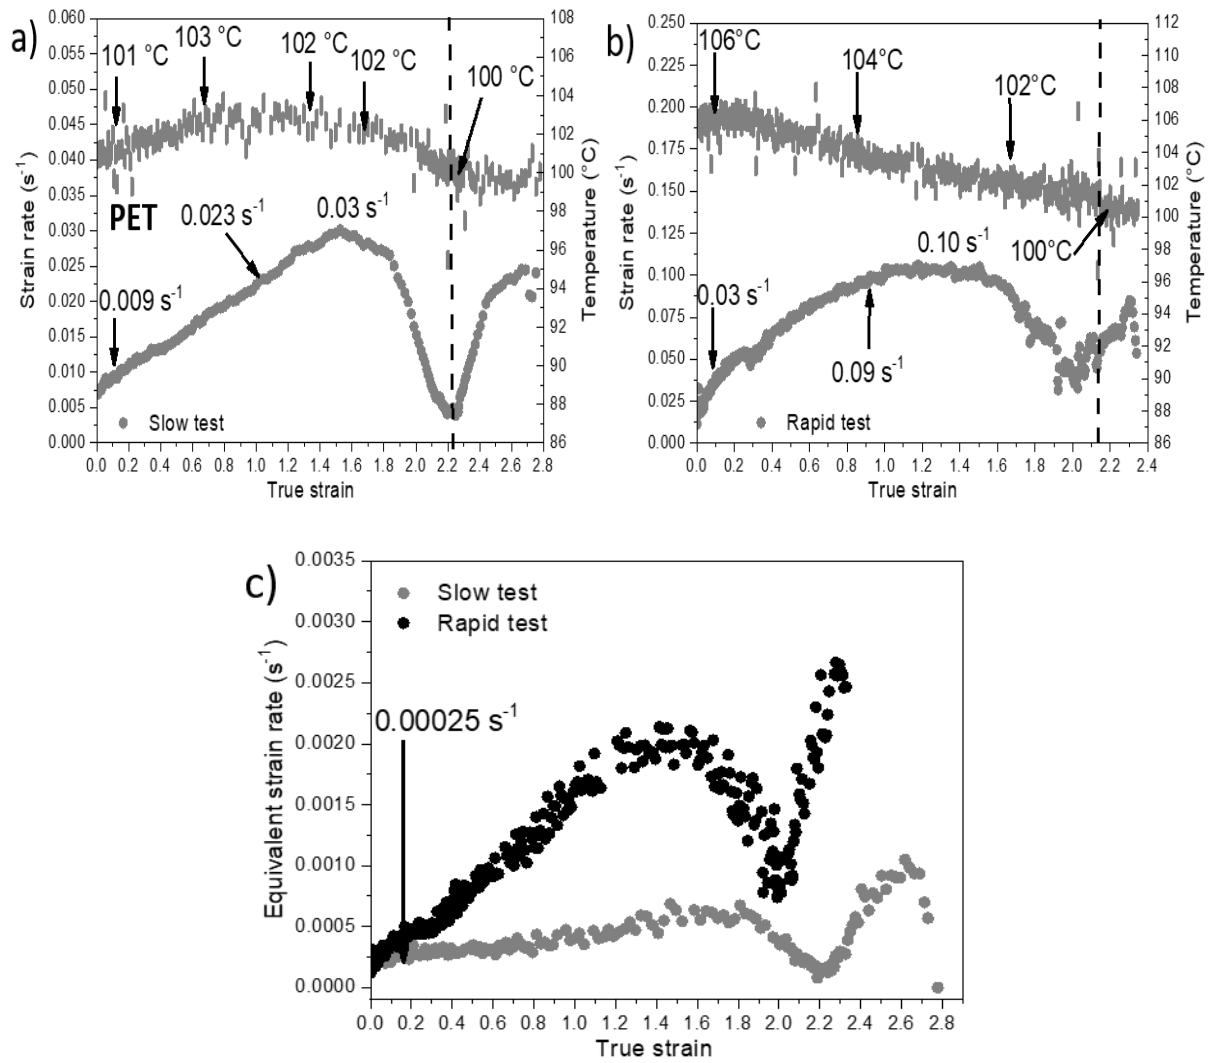 a)
0.060
0.055
0.050
0.045
0.040
0.035
0.030
0.025
0.020
0.015
0.010
0.005
0.000
Strain rate (s-1)
101 °C
103 °C
102 °C
102 °C
100 °C
PET
0.009 s-1
0.023 s-1
0.03 s-1
Slow test
108
106
104
102
100
98
96
94
92
90
88
86
Temperature (°C)
0.0 0.2 0.4 0.6 0.8 1.0 1.2 1.4 1.6 1.8 2.0 2.2 2.4 2.6 2.8
True strain
b)
0.250
0.225
0.200
0.175
0.150
0.125
0.100
0.075
0.050
0.025
0.000
Strain rate (s-1)
106°C
104°C
102°C
100°C
0.03 s-1
0.09 s-1
0.10 s-1
Rapid test
112
110
108
106
104
102
100
98
96
94
92
90
88
86
Temperature (°C)
0.0 0.2 0.4 0.6 0.8 1.0 1.2 1.4 1.6 1.8 2.0 2.2 2.4
True strain
c)
0.0035
0.0030
0.0025
0.0020
0.0015
0.0010
0.0005
0.0000
Equivalent strain rate (s-1)
Slow test
Rapid test
0.00025 s-1
0.0 0.2 0.4 0.6 0.8 1.0 1.2 1.4 1.6 1.8 2.0 2.2 2.4 2.6 2.8
True strain